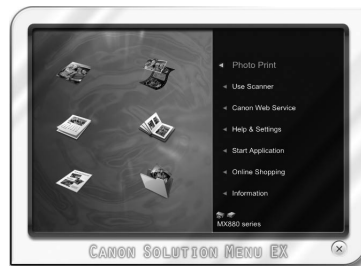 Photo Print
Use Scanner
Canon Web Service
Help & Settings
Start Application
Online Shopping
Information
MX880 series
CANON SOLUTION MENU EX